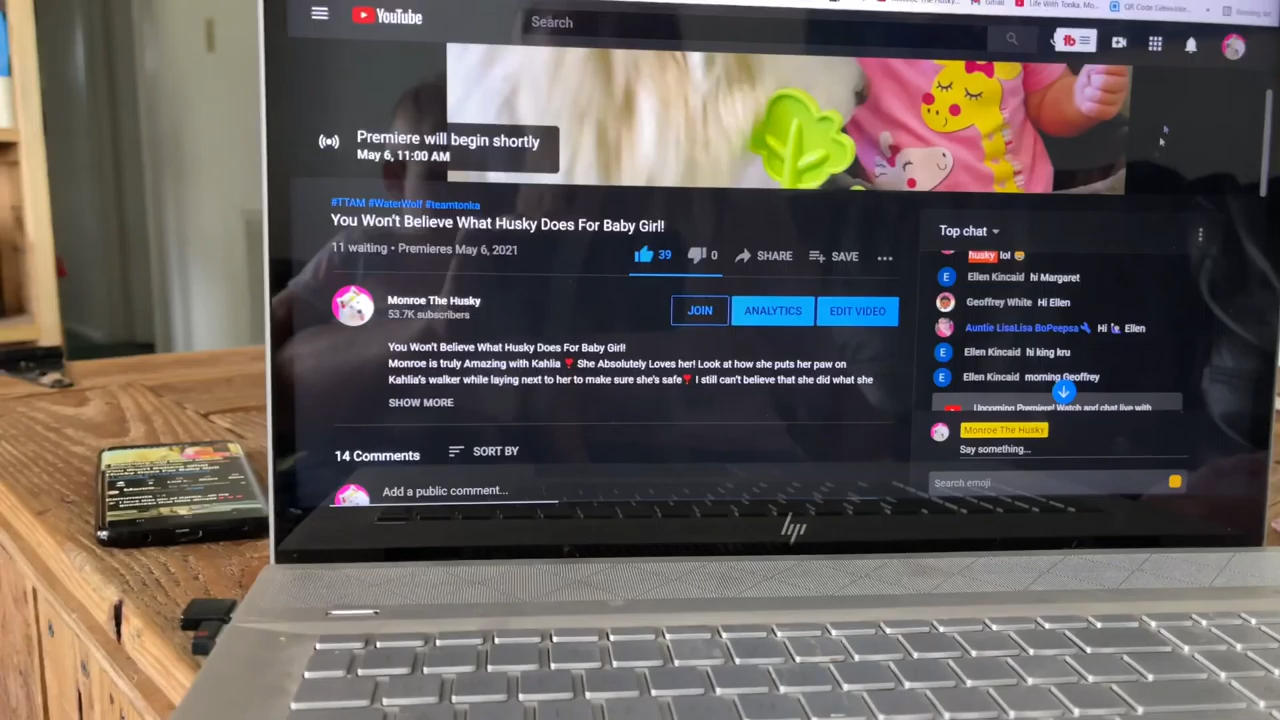 Gmail
Life With Tonka, Mo...
YouTube
Search
tb
Premiere will begin shortly
May 6, 11:00 AM
#TTAM #WaterWolf #teamtonka
You Won't Believe What Husky Does For Baby Girl!
11 waiting • Premieres May 6, 2021
39
0
SHARE
SAVE
Monroe The Husky
53.7K subscribers
JOIN
ANALYTICS
EDIT VIDEO
You Won't Believe What Husky Does For Baby Girl!
Monroe is truly Amazing with Kahlia ❣ She Absolutely Loves her! Look at how she puts her paw on
Kahlia's walker while laying next to her to make sure she's safe❣ I still can't believe that she did what she
SHOW MORE
14 Comments
SORT BY
Add a public comment...
Top chat
husky lol
E Ellen Kincaid hi Margaret
Geoffrey White Hi Ellen
Auntie LisaLisa BoPeepsa Hi Ellen
E Ellen Kincaid hi king kru
E Ellen Kincaid morning Geoffrey
Upcoming Premiere! Watch and chat live with
Monroe The Husky
Say something...
Search emoji
hp